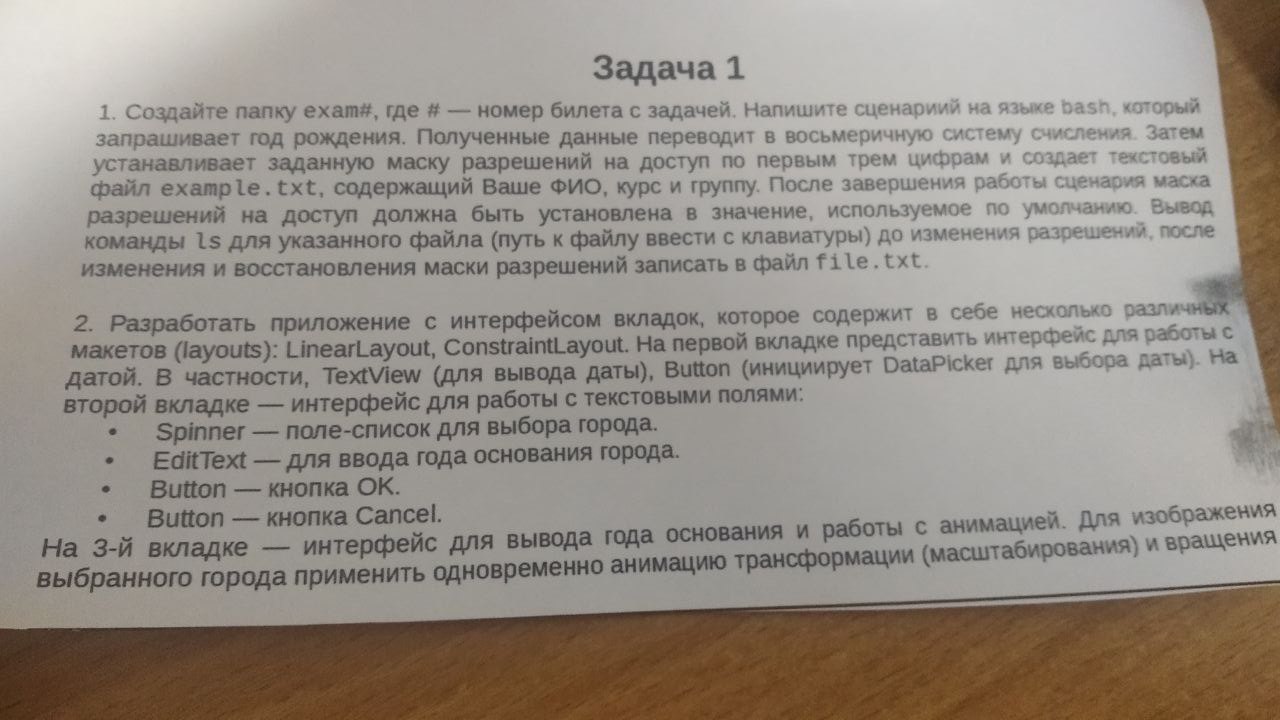 Задача 1
1. Создайте папку exam#, где # — номер билета с задачей. Напишите сценариий на языке bash, который
запрашивает год рождения. Полученные данные переводит в восьмеричную систему счисления. Затем
устанавливает заданную маску разрешений на доступ по первым трем цифрам и создает текстовый
файл example.txt, содержащий Ваше ФИО, курс и группу. После завершения работы сценария маска
разрешений на доступ должна быть установлена в значение, используемое по умолчанию. Вывод
команды ls для указанного файла (путь к файлу ввести с клавиатуры) до изменения разрешений, после
изменения и восстановления маски разрешений записать в файл file.txt.
2. Разработать приложение с интерфейсом вкладок, которое содержит в себе несколько различных
макетов (layouts): LinearLayout, ConstraintLayout. На первой вкладке представить интерфейс для работы с
датой. В частности, TextView (для вывода даты), Button (инициирует DataPicker для выбора даты). На
второй вкладке — интерфейс для работы с текстовыми полями:
• Spinner — поле-список для выбора города.
• EditText — для ввода года основания города.
• Button — кнопка OK.
• Button — кнопка Cancel.
На 3-й вкладке — интерфейс для вывода года основания и работы с анимацией. Для изображения
выбранного города применить одновременно анимацию трансформации (масштабирования) и вращения